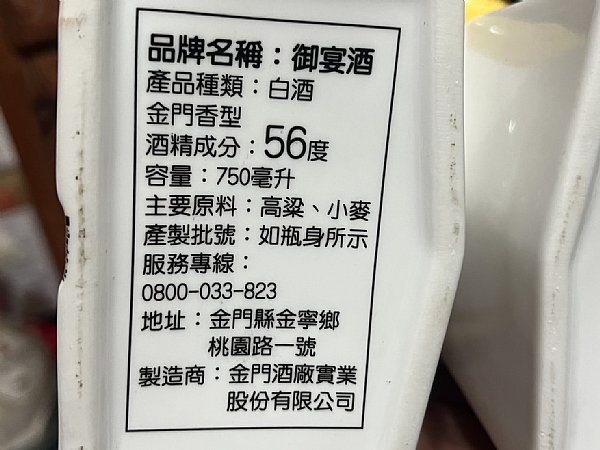 品牌名稱：御宴酒
產品種類：白酒
金門香型
酒精成分：56度
容量：750毫升
主要原料：高粱、小麥
產製批號：如瓶身所示
服務專線：
0800-033-823
地址：金門縣金寧鄉
桃園路一號
製造商：金門酒廠實業
股份有限公司